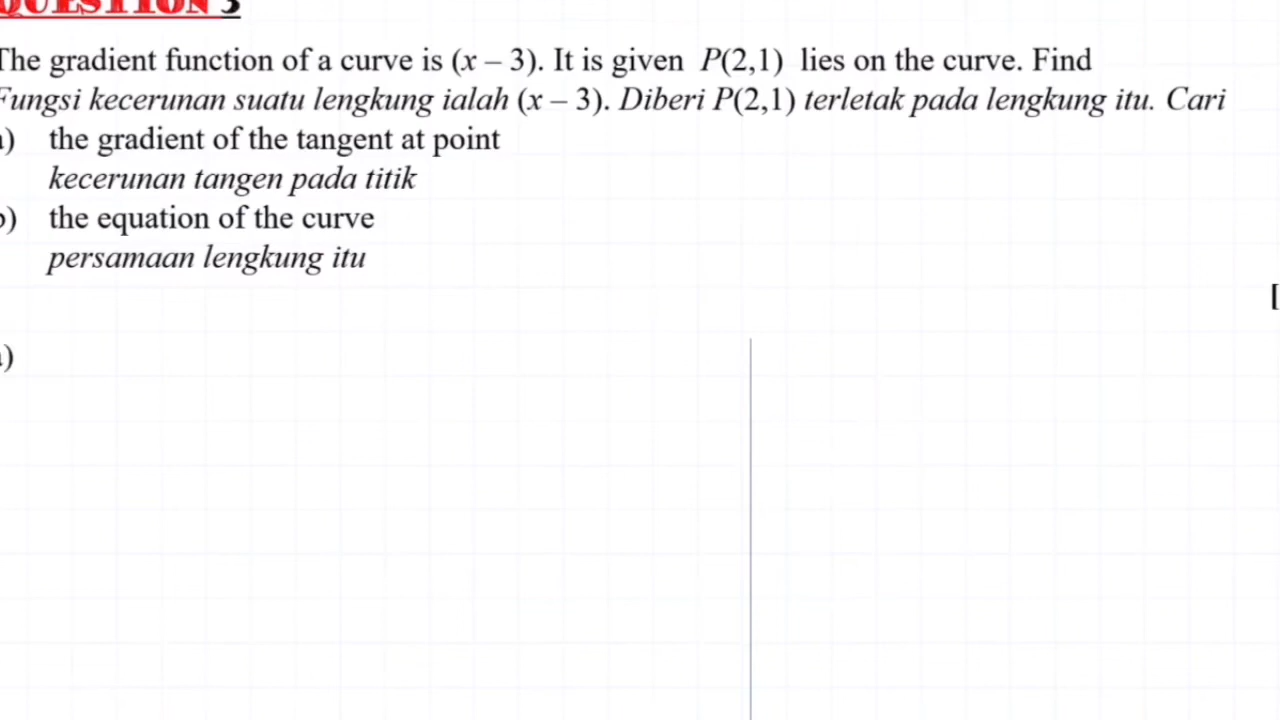 QUESTION 3
The gradient function of a curve is (x – 3). It is given P(2,1) lies on the curve. Find
Fungsi kecerunan suatu lengkung ialah (x – 3). Diberi P(2,1) terletak pada lengkung itu. Cari
) the gradient of the tangent at point
kecerunan tangen pada titik
) the equation of the curve
persamaan lengkung itu
[
)